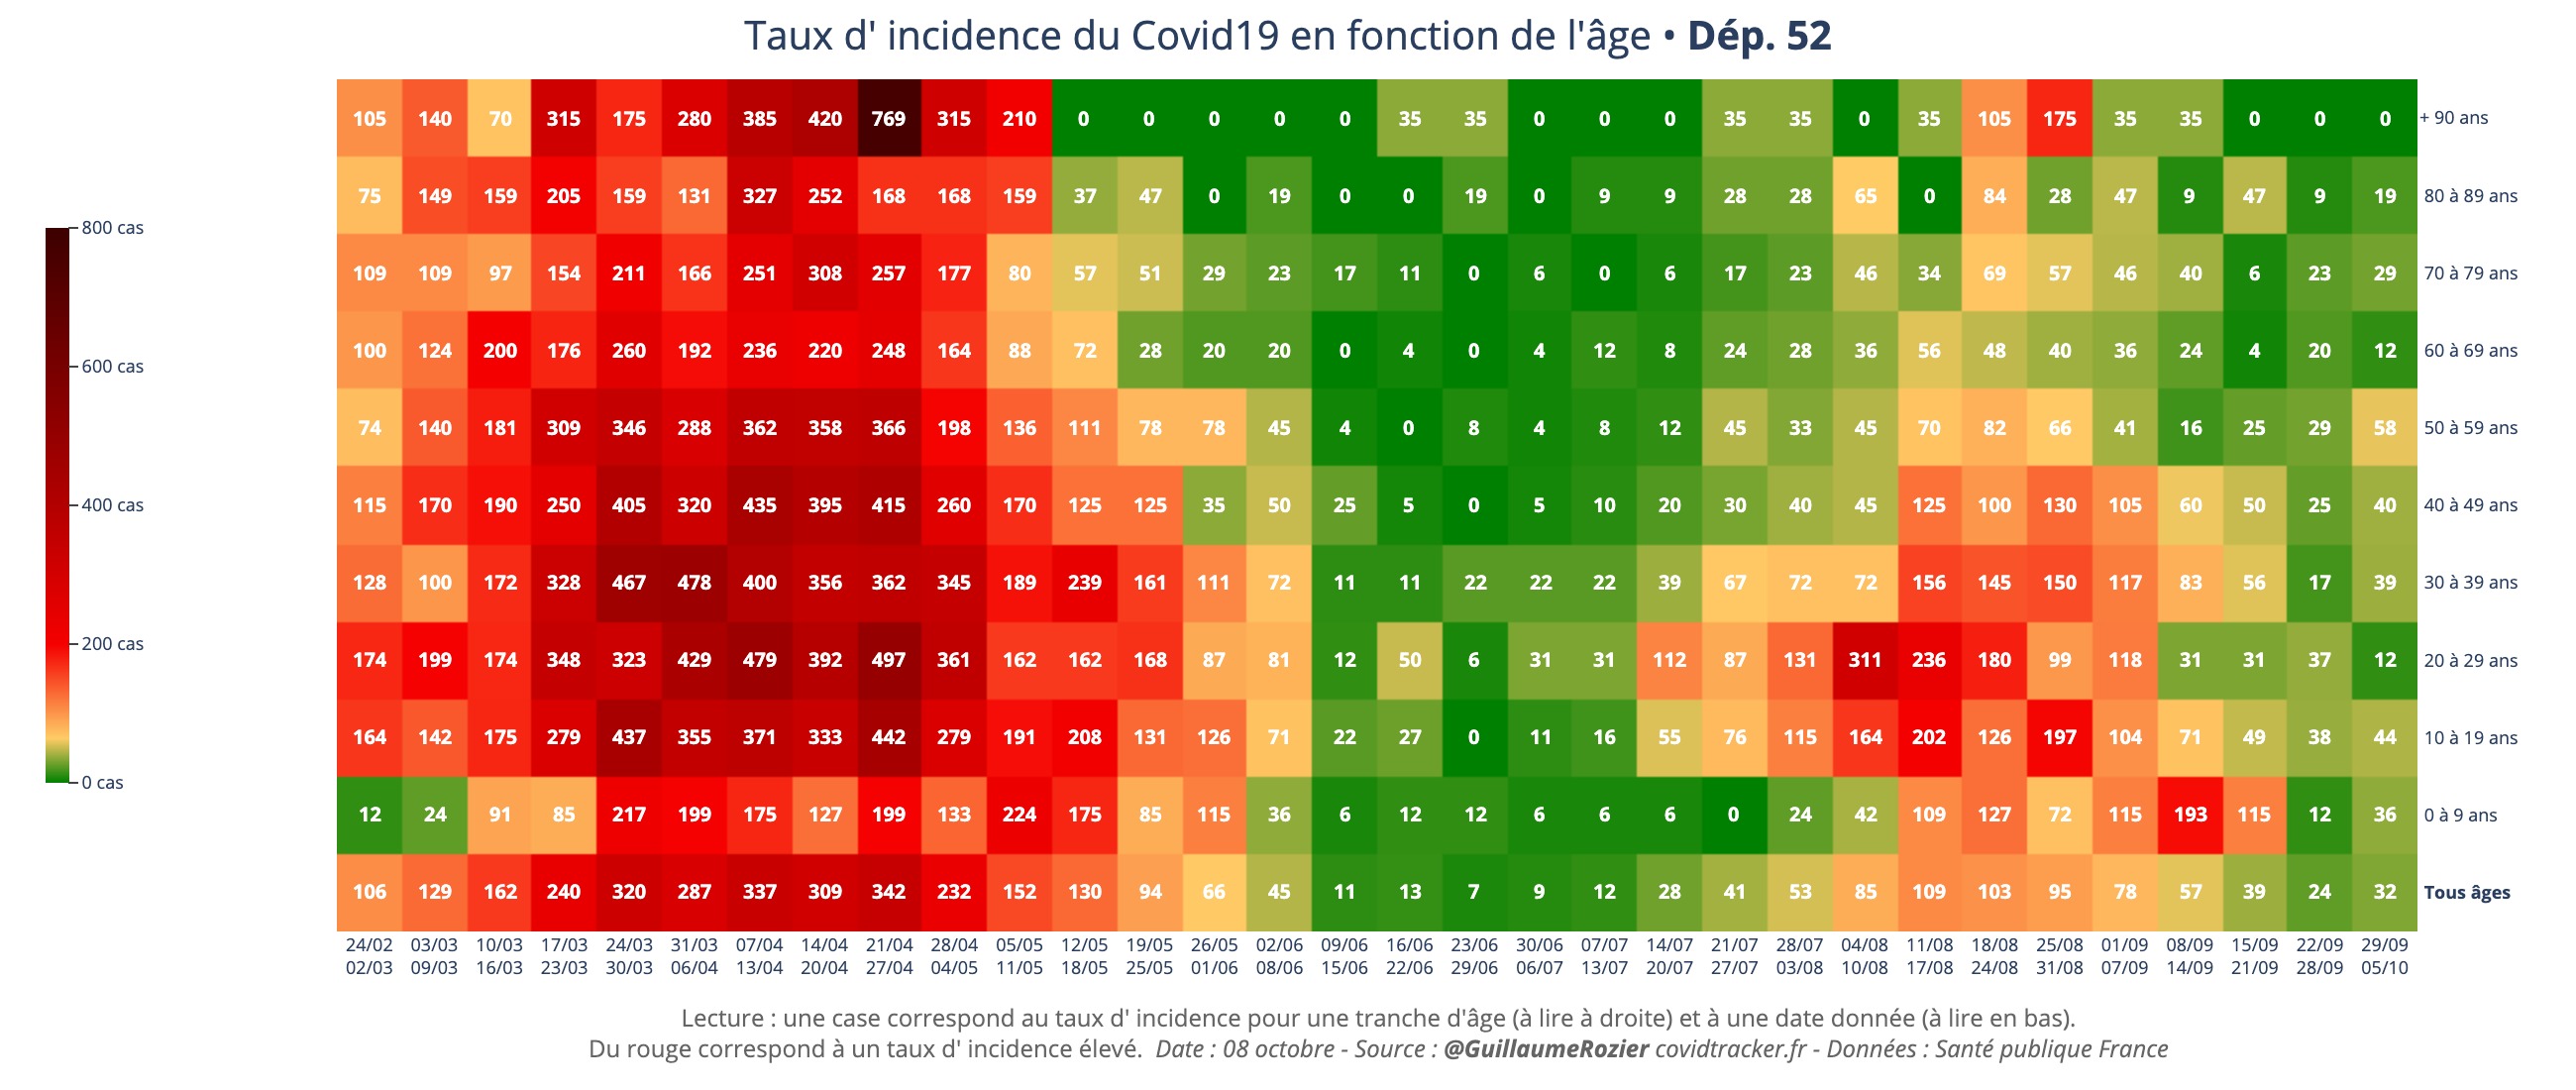 Taux d' incidence du Covid19 en fonction de l'âge • Dép. 52
800 cas
600 cas
400 cas
200 cas
0 cas
105 140 70 315 175 280 385 420 769 315 210 0 0 0 0 0 35 35 0 0 0 35 35 0 35 105 175 35 35 0 0 0 + 90 ans
75 149 159 205 159 131 327 252 168 168 159 37 47 0 19 0 0 19 0 9 9 28 28 65 0 84 28 47 9 47 9 19 80 à 89 ans
109 109 97 154 211 166 251 308 257 177 80 57 51 29 23 17 11 0 6 0 6 17 23 46 34 69 57 46 40 6 23 29 70 à 79 ans
100 124 200 176 260 192 236 220 248 164 88 72 28 20 20 0 4 0 4 12 8 24 28 36 56 48 40 36 24 4 20 12 60 à 69 ans
74 140 181 309 346 288 362 358 366 198 136 111 78 78 45 4 0 8 4 8 12 45 33 45 70 82 66 41 16 25 29 58 50 à 59 ans
115 170 190 250 405 320 435 395 415 260 170 125 125 35 50 25 5 0 5 10 20 30 40 45 125 100 130 105 60 50 25 40 40 à 49 ans
128 100 172 328 467 478 400 356 362 345 189 239 161 111 72 11 11 22 22 22 39 67 72 72 156 145 150 117 83 56 17 39 30 à 39 ans
174 199 174 348 323 429 479 392 497 361 162 162 168 87 81 12 50 6 31 31 112 87 131 311 236 180 99 118 31 31 37 12 20 à 29 ans
164 142 175 279 437 355 371 333 442 279 191 208 131 126 71 22 27 0 11 16 55 76 115 164 202 126 197 104 71 49 38 44 10 à 19 ans
12 24 91 85 217 199 175 127 199 133 224 175 85 115 36 6 12 12 6 6 6 0 24 42 109 127 72 115 193 115 12 36 0 à 9 ans
106 129 162 240 320 287 337 309 342 232 152 130 94 66 45 11 13 7 9 12 28 41 53 85 109 103 95 78 57 39 24 32 Tous âges
24/02 03/03 10/03 17/03 24/03 31/03 07/04 14/04 21/04 28/04 05/05 12/05 19/05 26/05 02/06 09/06 16/06 23/06 30/06 07/07 14/07 21/07 28/07 04/08 11/08 18/08 25/08 01/09 08/09 15/09 22/09 29/09
02/03 09/03 16/03 23/03 30/03 06/04 13/04 20/04 27/04 04/05 11/05 18/05 25/05 01/06 08/06 15/06 22/06 29/06 06/07 13/07 20/07 27/07 03/08 10/08 17/08 24/08 31/08 07/09 14/09 21/09 28/09 05/10
Lecture : une case correspond au taux d' incidence pour une tranche d'âge (à lire à droite) et à une date donnée (à lire en bas).
Du rouge correspond à un taux d' incidence élevé. Date : 08 octobre - Source : @GuillaumeRozier covidtracker.fr - Données : Santé publique France